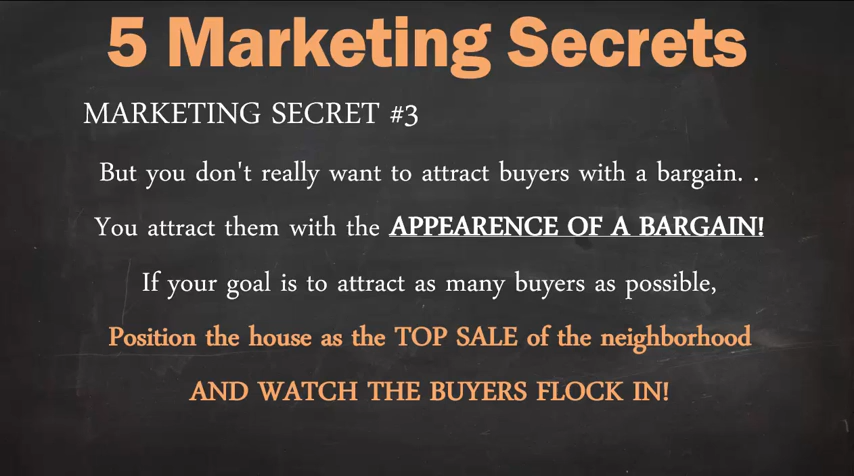 5 Marketing Secrets
MARKETING SECRET #3
But you don't really want to attract buyers with a bargain. .
You attract them with the APPEARENCE OF A BARGAIN!
If your goal is to attract as many buyers as possible,
Position the house as the TOP SALE of the neighborhood
AND WATCH THE BUYERS FLOCK IN!